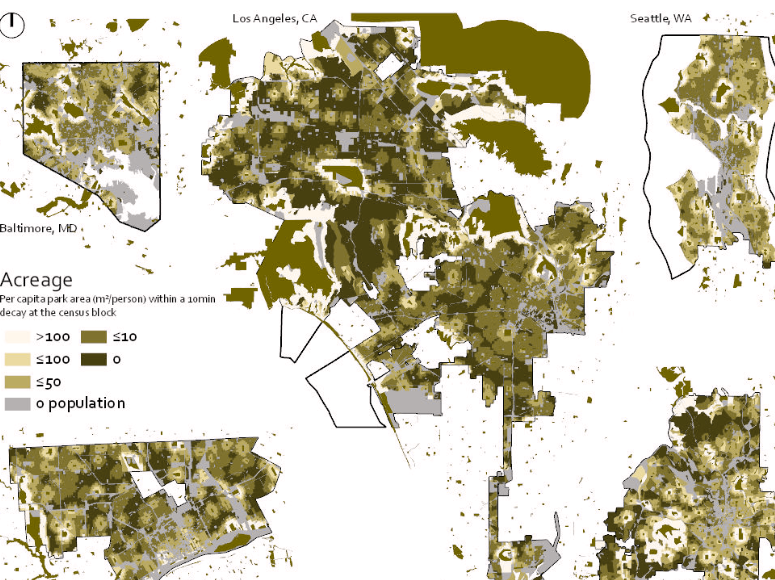 Los Angeles, CA
Seattle, WA
Baltimore, MD
Acreage
Per capita park area (m²/person) within a 10min
decay at the census block
>100 ≤10
≤100 0
≤50
0 population